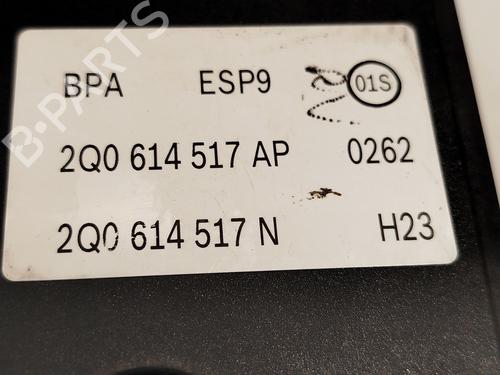 B-PARTS
BPA ESP9 01S
2Q0 614 517 AP 0262
2Q0 614 517 N H23